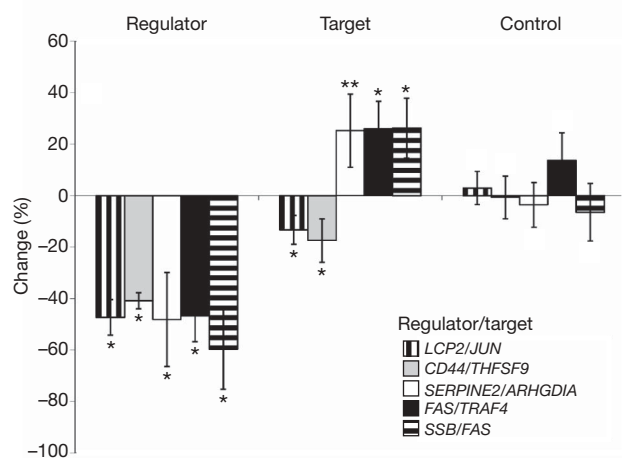 Regulator Target Control
60
40
20
0
−20
−40
−60
−80
−100
Change (%)
* * * * *
* * ** * *
Regulator/target
LCP2/JUN
CD44/THFSF9
SERPINE2/ARHGDIA
FAS/TRAF4
SSB/FAS